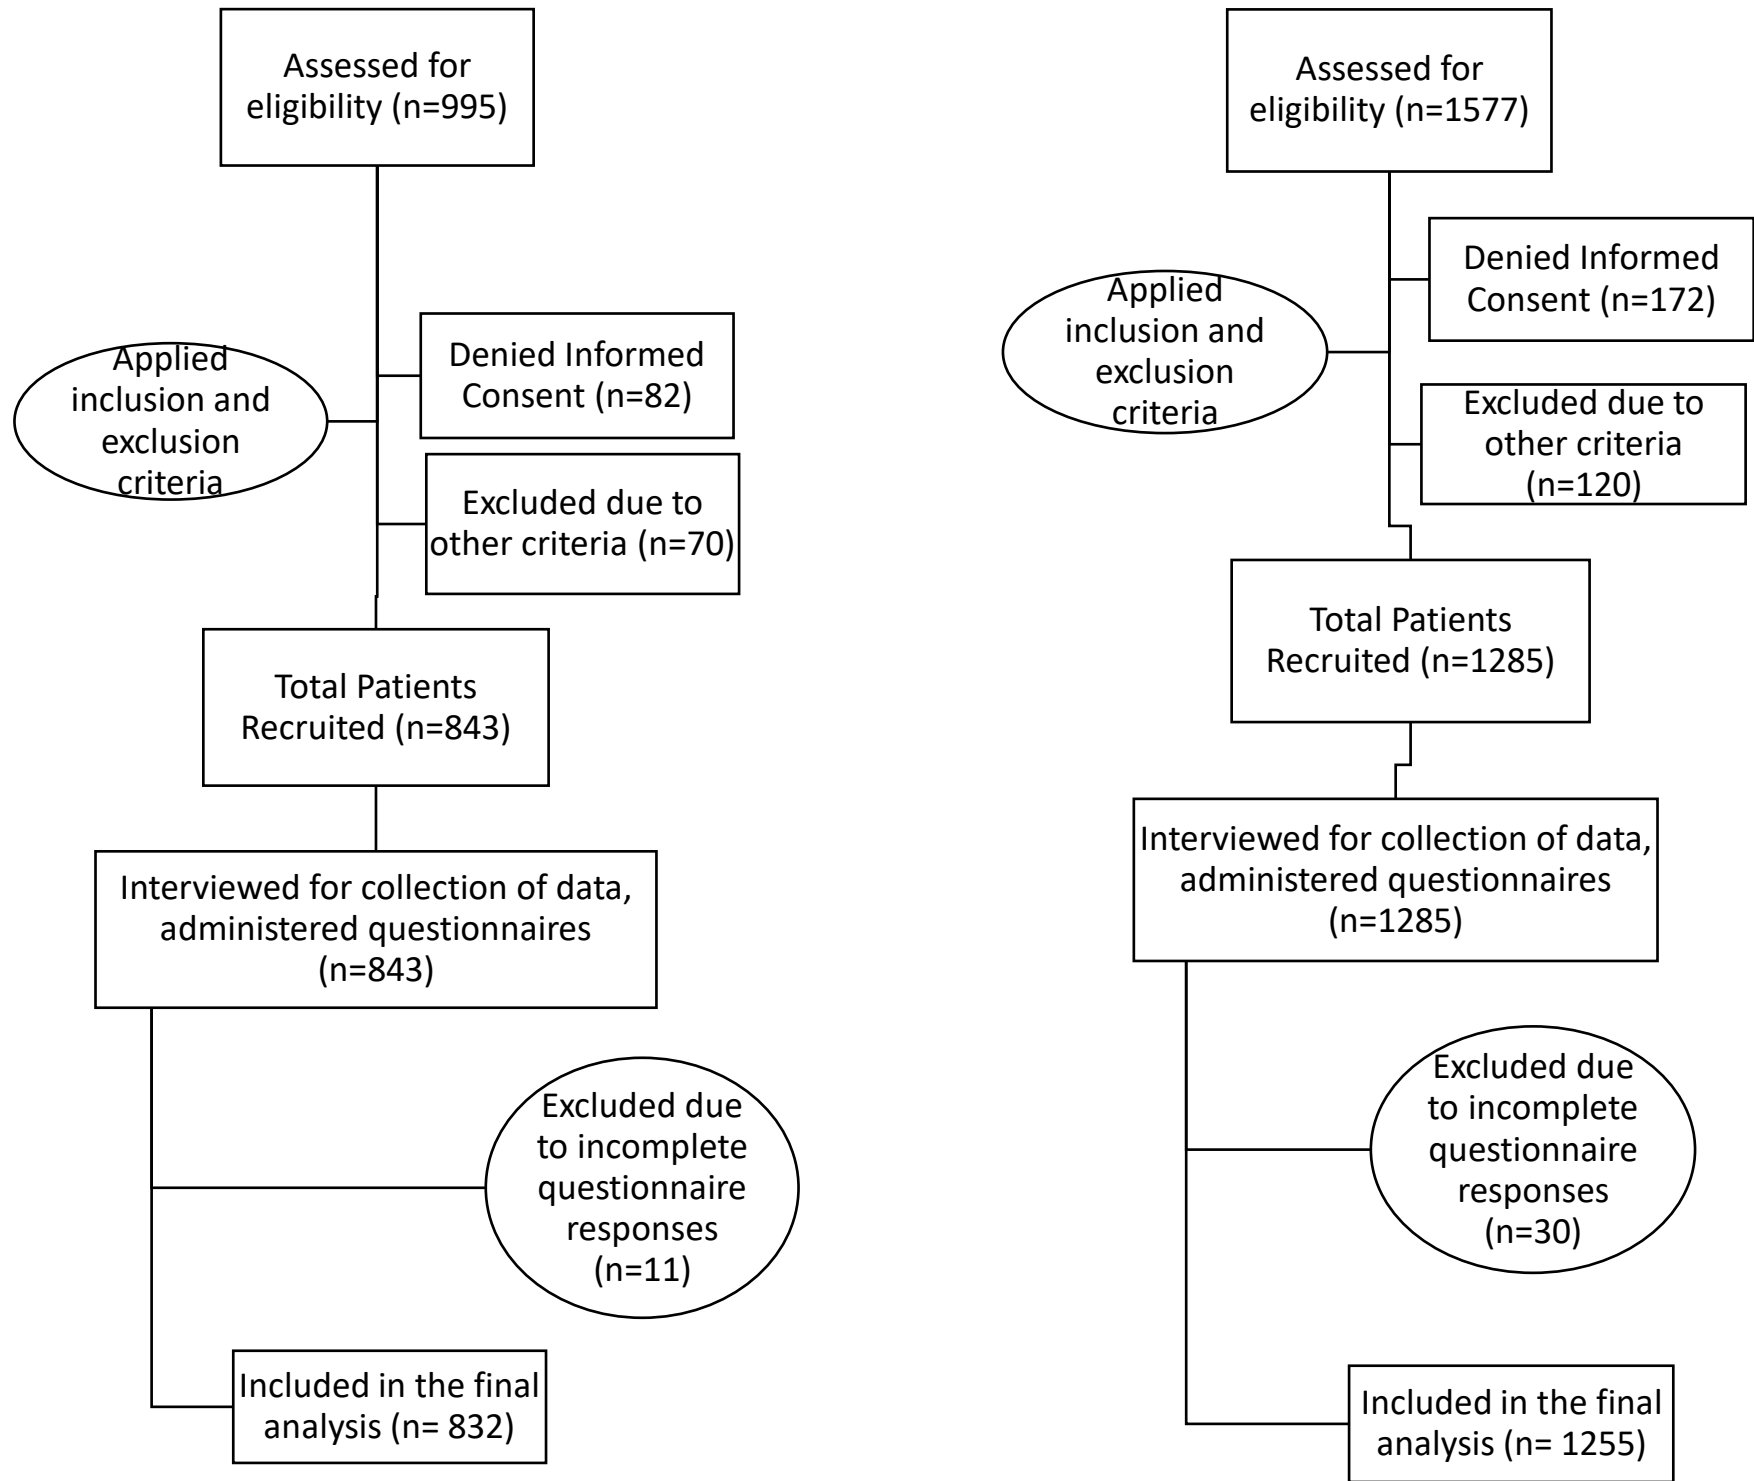 Assessed for
eligibility (n=995)
Applied
inclusion and
exclusion
criteria
Denied Informed
Consent (n=82)
Excluded due to
other criteria (n=70)
Total Patients
Recruited (n=843)
Interviewed for collection of data,
administered questionnaires
(n=843)
Excluded due
to incomplete
questionnaire
responses
(n=11)
Included in the final
analysis (n= 832)
Assessed for
eligibility (n=1577)
Denied Informed
Consent (n=172)
Applied
inclusion and
exclusion
criteria
Excluded due to
other criteria
(n=120)
Total Patients
Recruited (n=1285)
Interviewed for collection of data,
administered questionnaires
(n=1285)
Excluded due
to incomplete
questionnaire
responses
(n=30)
Included in the final
analysis (n= 1255)